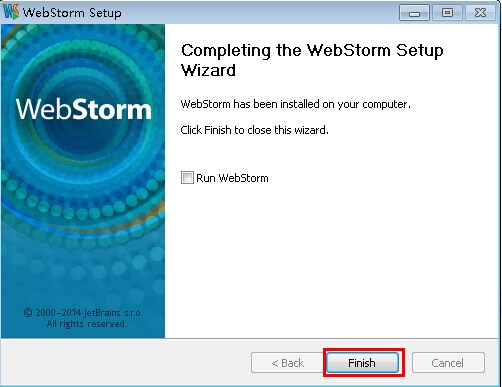 WebStorm Setup
Completing the WebStorm Setup
Wizard
WebStorm has been installed on your computer.
Click Finish to close this wizard.
Run WebStorm
WebStorm
© 2000-2014 JetBrains s.r.o.
All rights reserved.
< Back
Finish
Cancel